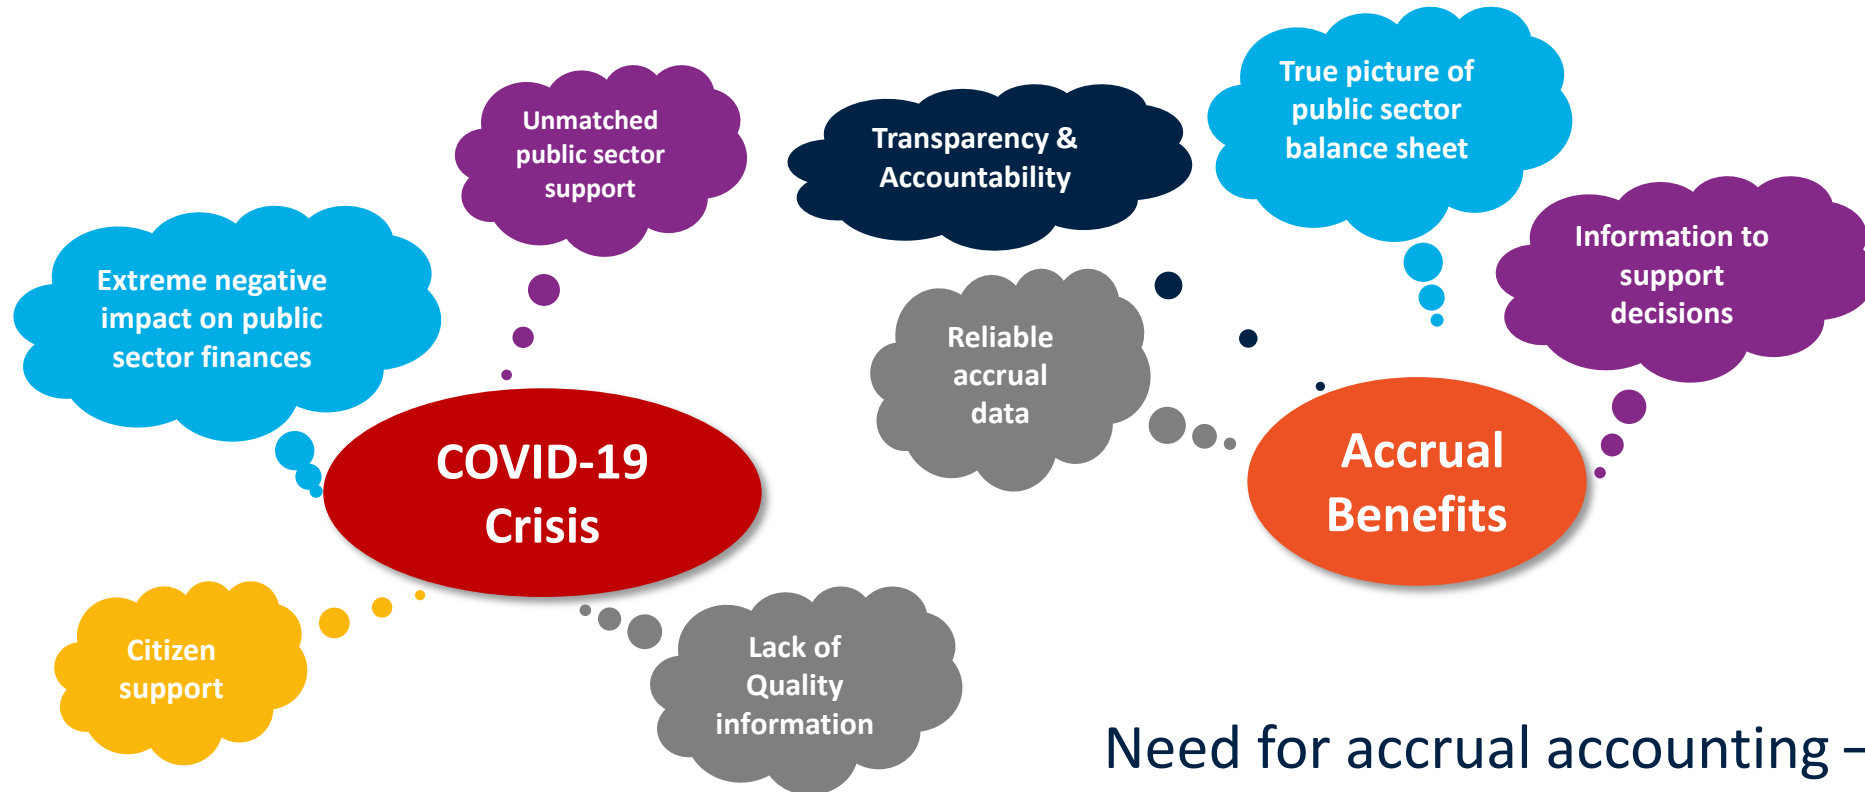 Unmatched
public sector
support
Transparency &
Accountability
True picture of
public sector
balance sheet
Information to
support
decisions
Extreme negative
impact on public
sector finances
Reliable
accrual
data
COVID-19
Crisis
Accrual
Benefits
Citizen
support
Lack of
Quality
information
Need for accrual accounting –